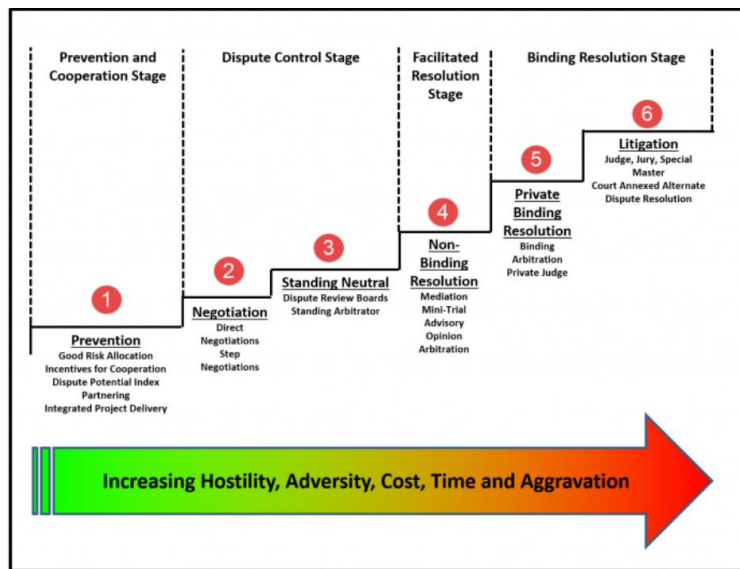 Prevention and
Cooperation Stage
Dispute Control Stage
Facilitated
Resolution
Stage
Binding Resolution Stage
1
Prevention
Good Risk Allocation
Incentives for Cooperation
Dispute Potential Index
Partnering
Integrated Project Delivery
2
Negotiation
Direct
Negotiations
Step
Negotiations
3
Standing Neutral
Dispute Review Boards
Standing Arbitrator
4
Non-
Binding
Resolution
Mediation
Mini-Trial
Advisory
Opinion
Arbitration
5
Private
Binding
Resolution
Binding
Arbitration
Private Judge
6
Litigation
Judge, Jury, Special
Master
Court Annexed Alternate
Dispute Resolution
Increasing Hostility, Adversity, Cost, Time and Aggravation